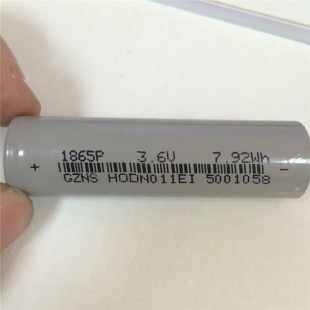 1865P 3.6V 7.92Wh
+ -
GZNS HODN011EI 5001058